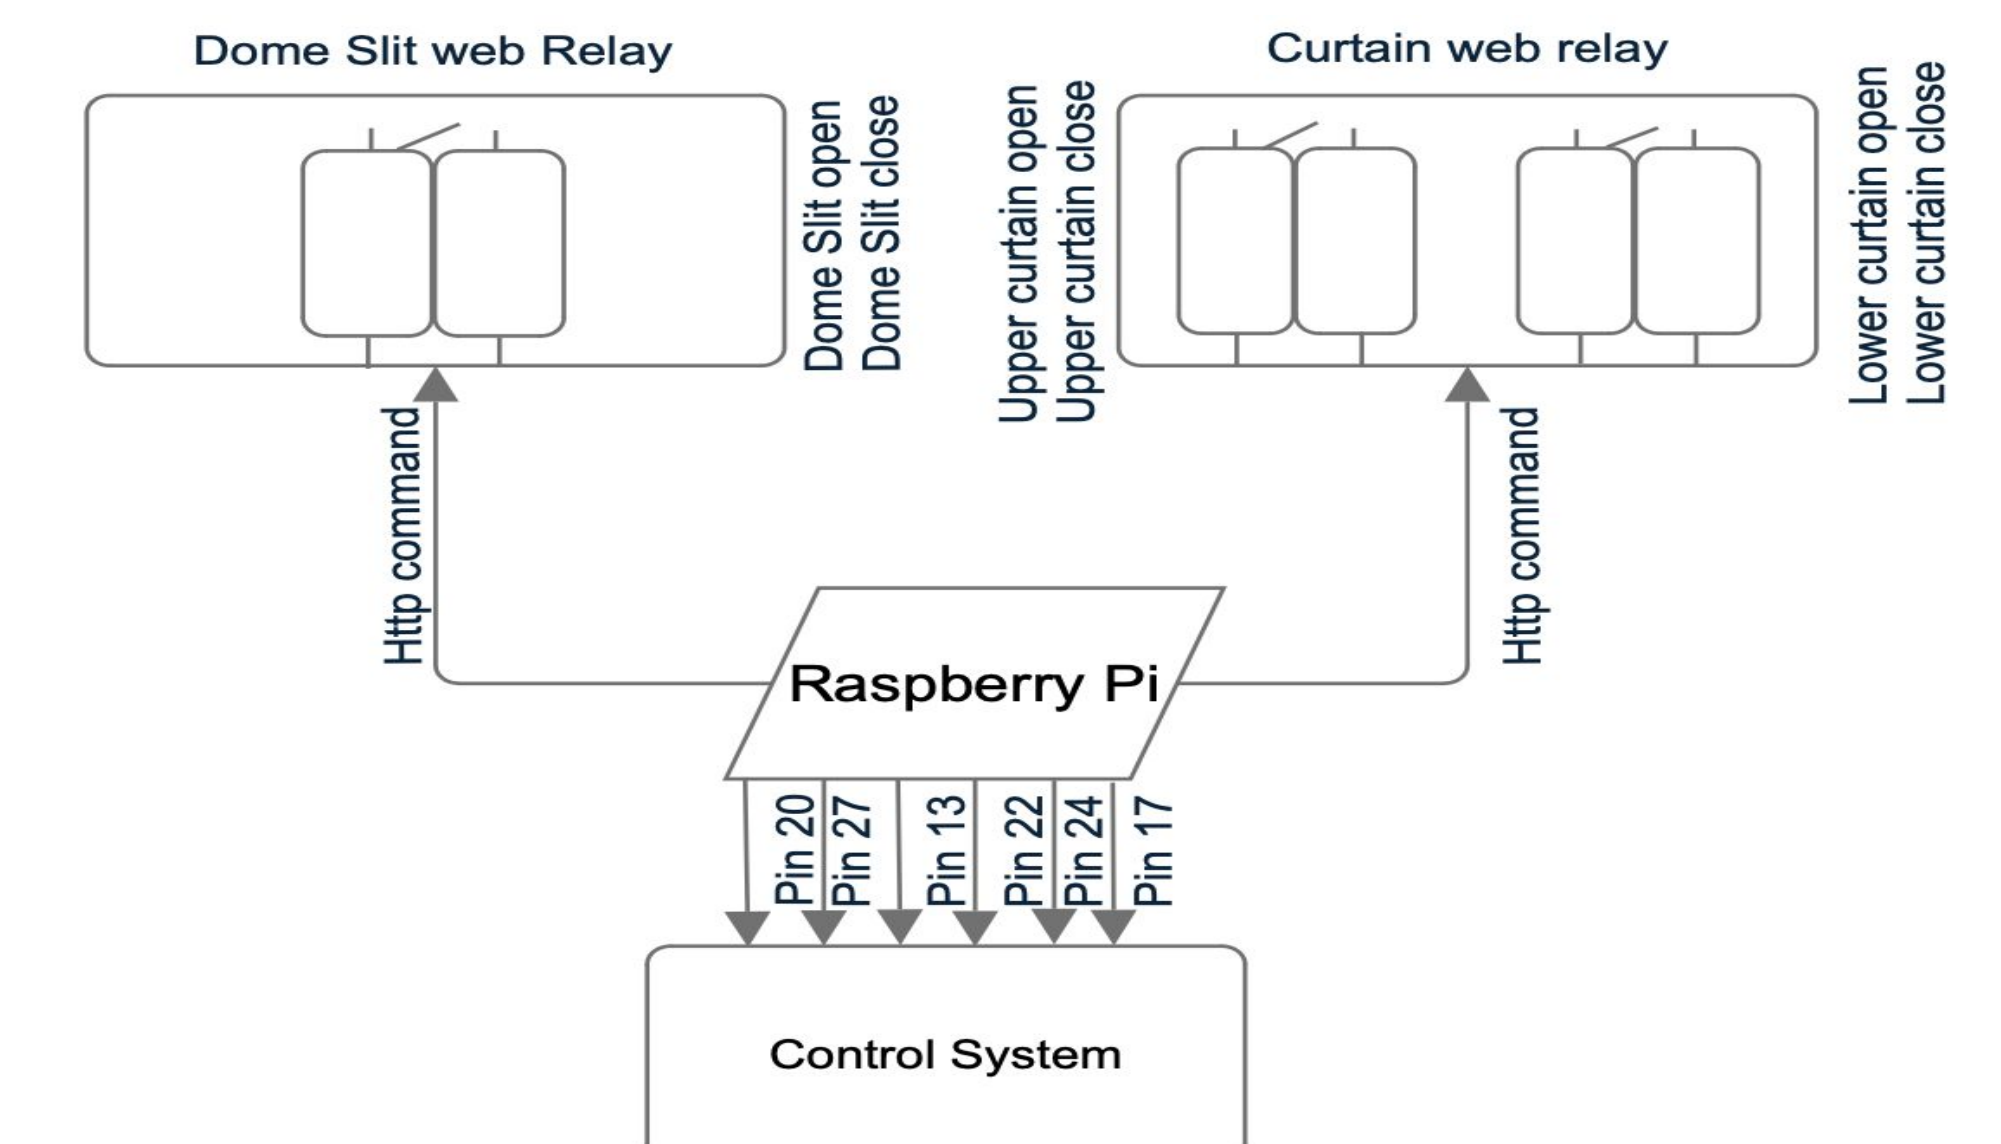 Dome Slit web Relay
Curtain web relay
Dome Slit open
Dome Slit close
Upper curtain open
Upper curtain close
Lower curtain open
Lower curtain close
Http command
Http command
Raspberry Pi
Pin 20
Pin 27
Pin 13
Pin 22
Pin 24
Pin 17
Control System